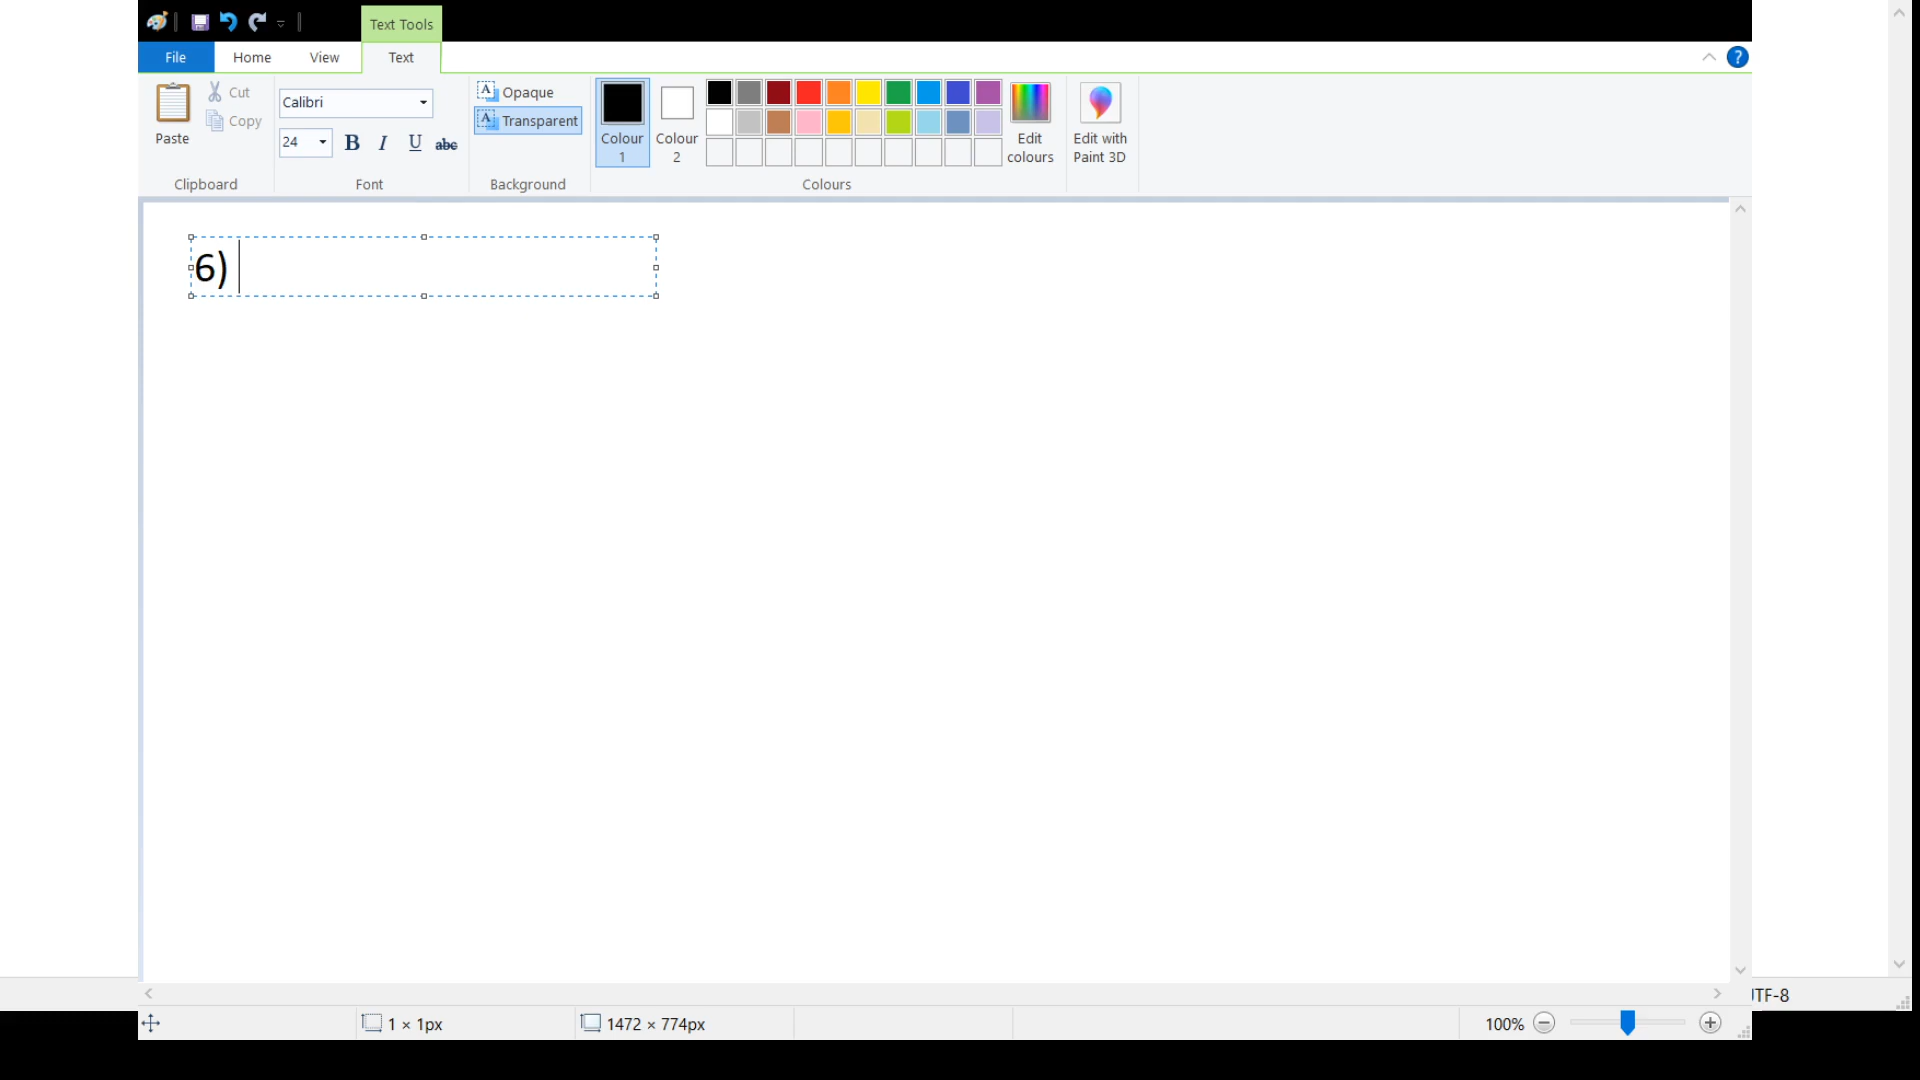 Text Tools
File Home View Text
?
Paste Cut Calibri A Opaque Colour 1 Colour 2 Edit colours Edit with Paint 3D
Copy 24 B I U abc A Transparent
Clipboard Font Background Colours
6)
TF-8
1 × 1px 1472 × 774px 100%